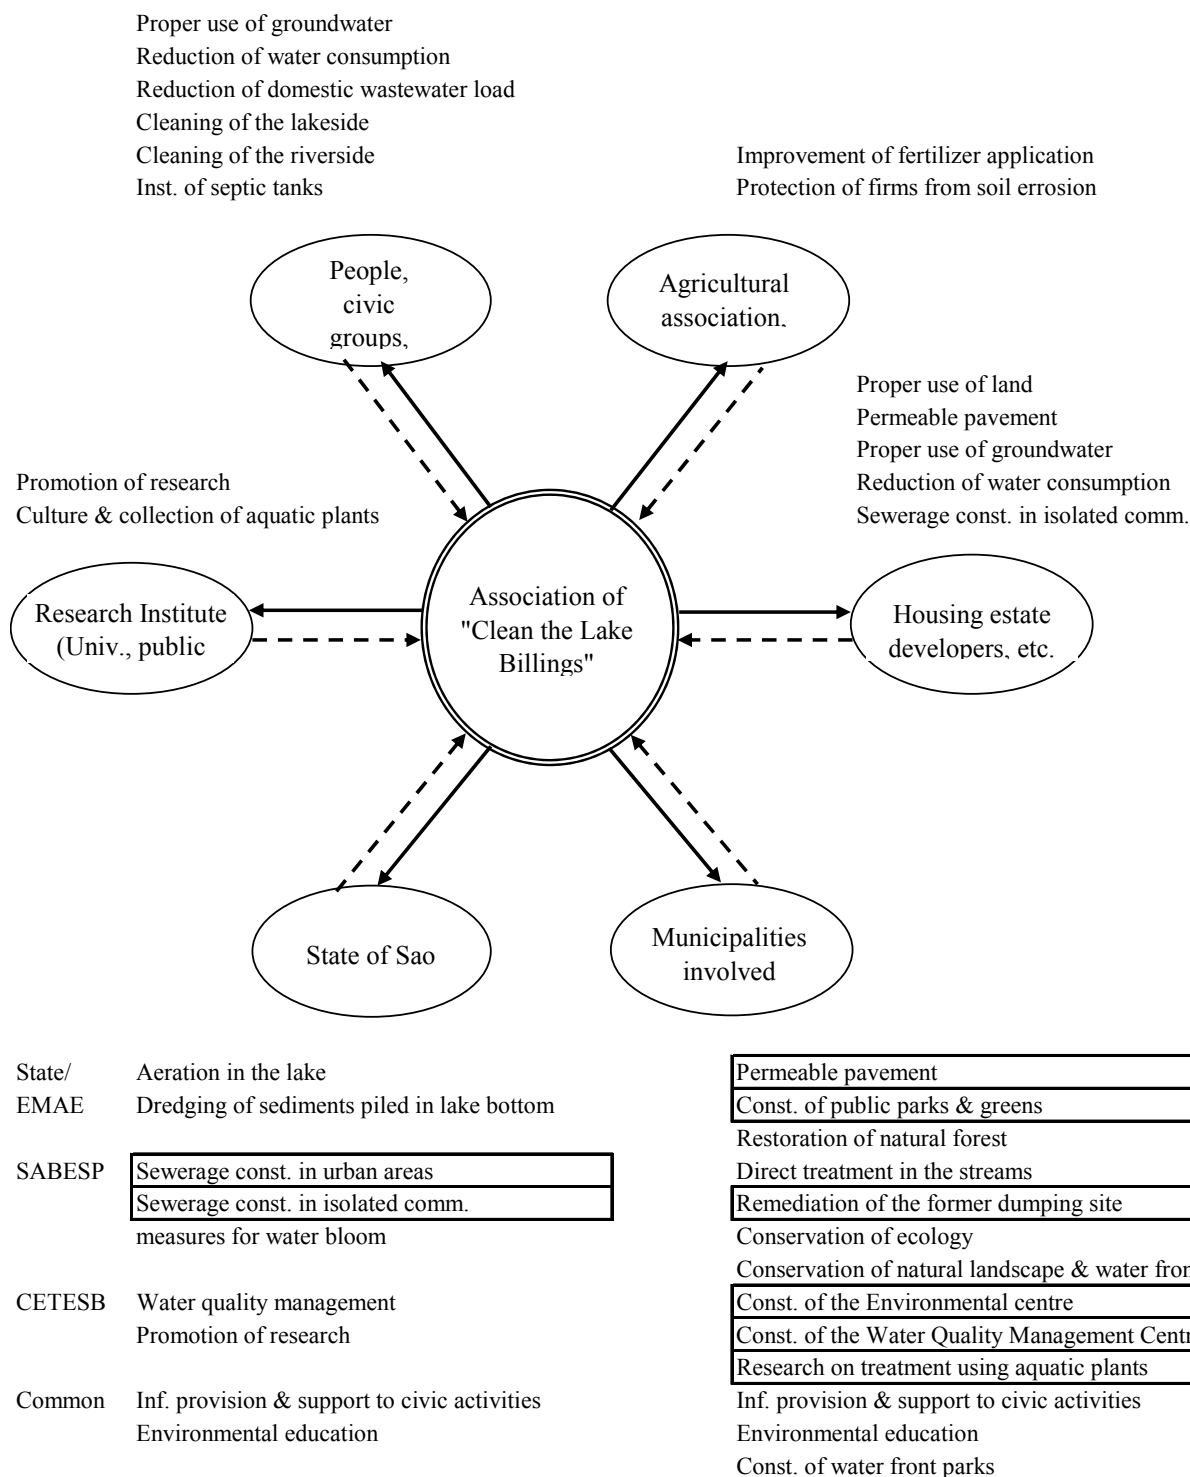 Proper use of groundwater
Reduction of water consumption
Reduction of domestic wastewater load
Cleaning of the lakeside
Cleaning of the riverside
Inst. of septic tanks
Improvement of fertilizer application
Protection of firms from soil errosion
People,
civic
groups,
Agricultural
association,
Proper use of land
Permeable pavement
Proper use of groundwater
Reduction of water consumption
Sewerage const. in isolated comm.
Promotion of research
Culture & collection of aquatic plants
Research Institute
(Univ., public
Association of
"Clean the Lake
Billings"
Housing estate
developers, etc.
State of Sao
Municipalities
involved
State/ Aeration in the lake
EMAE Dredging of sediments piled in lake bottom
SABESP Sewerage const. in urban areas
Sewerage const. in isolated comm.
measures for water bloom
CETESB Water quality management
Promotion of research
Common Inf. provision & support to civic activities
Environmental education
Permeable pavement
Const. of public parks & greens
Restoration of natural forest
Direct treatment in the streams
Remediation of the former dumping site
Conservation of ecology
Conservation of natural landscape & water fron
Const. of the Environmental centre
Const. of the Water Quality Management Centr
Research on treatment using aquatic plants
Inf. provision & support to civic activities
Environmental education
Const. of water front parks